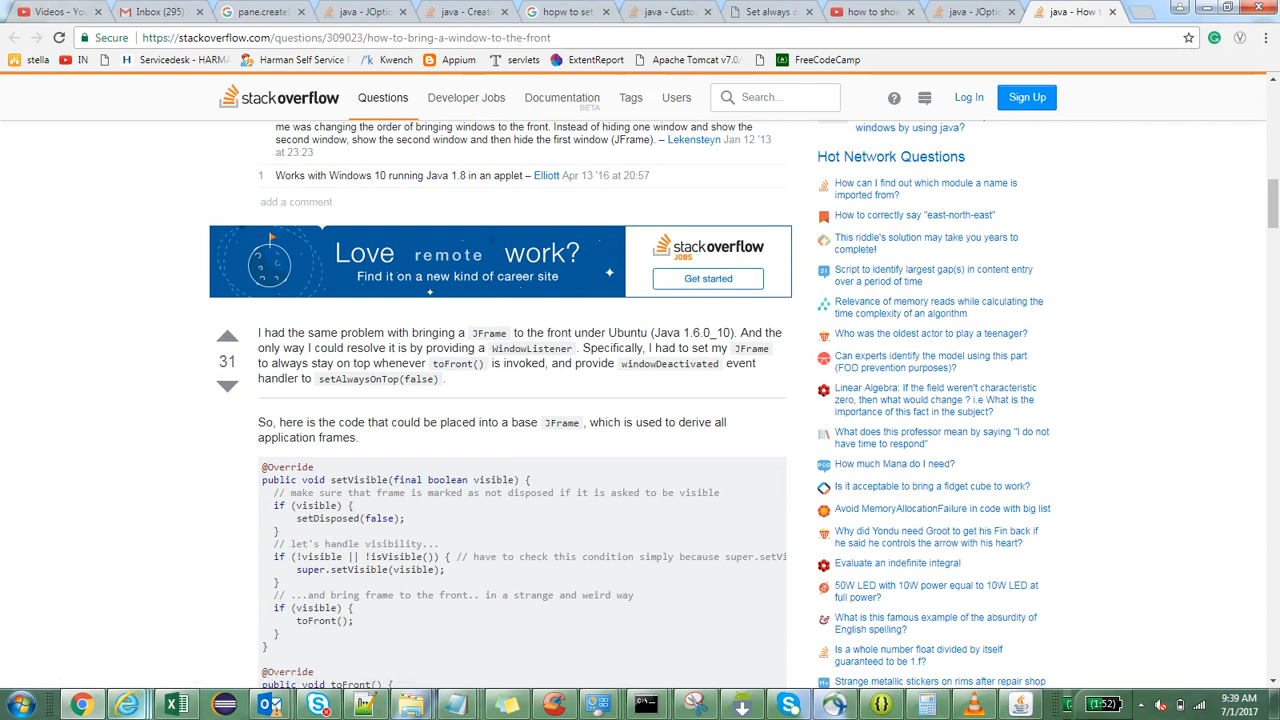 Videos - Yo
Inbox (295)
pane.createI
java - JOptio
java - Creati
hopw to set
java - Custo
Set always o
how to show
java - JOptio
java - How t
Secure
https://stackoverflow.com/questions/309023/how-to-bring-a-window-to-the-front
stella
IN
Servicedesk - HARMA
Harman Self Service F
Kwench
Appium
servlets
ExtentReport
Apache Tomcat v7.0
FreeCodeCamp
stackoverflow
Questions
Developer Jobs
Documentation
BETA
Tags
Users
Search...
Log In
Sign Up
me was changing the order of bringing windows to the front. Instead of hiding one window and show the
second window, show the second window and then hide the first window (JFrame). – Lekensteyn Jan 12 '13
at 23:23
1 Works with Windows 10 running Java 1.8 in an applet – Elliott Apr 13 '16 at 20:57
add a comment
Love remote work?
Find it on a new kind of career site
stackoverflow
JOBS
Get started
31
I had the same problem with bringing a JFrame to the front under Ubuntu (Java 1.6.0_10). And the
only way I could resolve it is by providing a WindowListener. Specifically, I had to set my JFrame
to always stay on top whenever toFront() is invoked, and provide windowDeactivated event
handler to setAlwaysOnTop(false).
So, here is the code that could be placed into a base JFrame, which is used to derive all
application frames.
@Override
public void setVisible(final boolean visible) {
// make sure that frame is marked as not disposed if it is asked to be visible
if (visible) {
setDisposed(false);
}
// let's handle visibility...
if (!visible || !isVisible()) { // have to check this condition simply because super.setVi
super.setVisible(visible);
}
// ...and bring frame to the front.. in a strange and weird way
if (visible) {
toFront();
}
}
@Override
public void toFront() {
windows by using java?
Hot Network Questions
How can I find out which module a name is
imported from?
How to correctly say "east-north-east"
This riddle's solution may take you years to
complete!
Script to identify largest gap(s) in content entry
over a period of time
Relevance of memory reads while calculating the
time complexity of an algorithm
Who was the oldest actor to play a teenager?
Can experts identify the model using this part
(FOD prevention purposes)?
Linear Algebra: If the field weren't characteristic
zero, then what would change ? i.e What is the
importance of this fact in the subject?
What does this professor mean by saying "I do not
have time to respond"
How much Mana do I need?
Is it acceptable to bring a fidget cube to work?
Avoid MemoryAllocationFailure in code with big list
Why did Yondu need Groot to get his Fin back if
he said he controls the arrow with his heart?
Evaluate an indefinite integral
50W LED with 10W power equal to 10W LED at
full power?
What is this famous example of the absurdity of
English spelling?
Is a whole number float divided by itself
guaranteed to be 1.f?
Strange metallic stickers on rims after repair shop
(1:52)
9:39 AM
7/1/2017